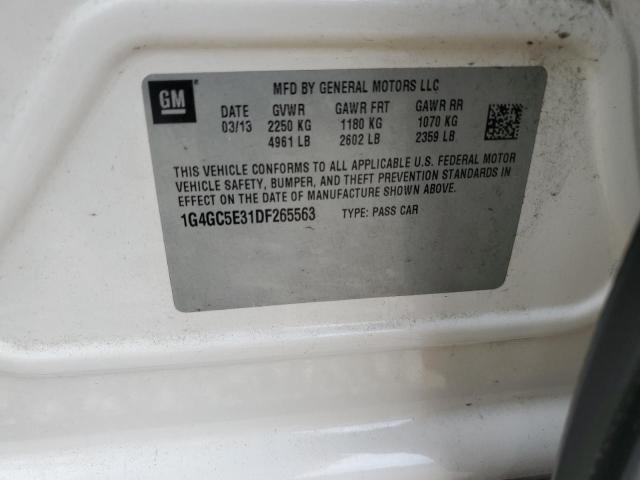 GM
MFD BY GENERAL MOTORS LLC
DATE GVWR GAWR FRT GAWR RR
03/13 2250 KG 1180 KG 1070 KG
4961 LB 2602 LB 2359 LB
THIS VEHICLE CONFORMS TO ALL APPLICABLE U.S. FEDERAL MOTOR
VEHICLE SAFETY, BUMPER, AND THEFT PREVENTION STANDARDS IN
EFFECT ON THE DATE OF MANUFACTURE SHOWN ABOVE.
1G4GC5E31DF265563 TYPE: PASS CAR